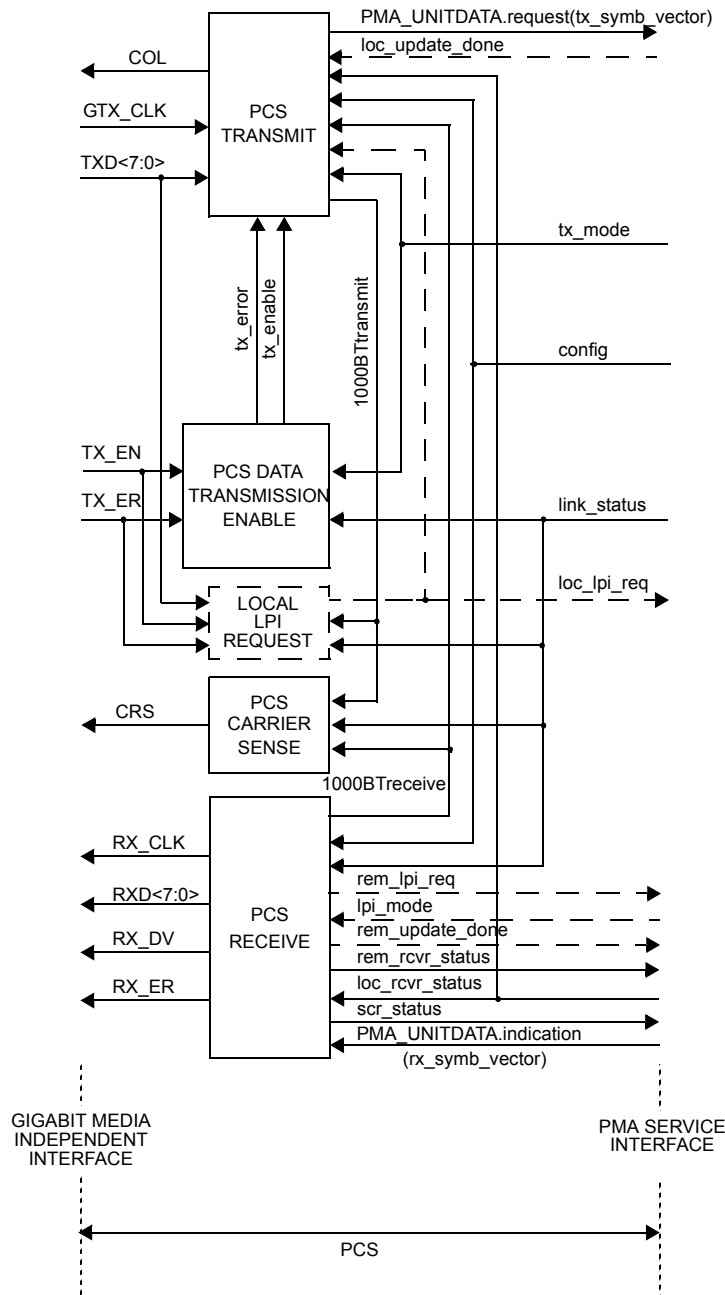 PMA_UNITDATA.request(tx_symb_vector)
loc_update_done
COL
GTX_CLK
TXD<7:0>
PCS
TRANSMIT
tx_mode
tx_error
tx_enable
1000BTtransmit
config
TX_EN
TX_ER
PCS DATA
TRANSMISSION
ENABLE
link_status
LOCAL
LPI
REQUEST
loc_lpi_req
CRS
PCS
CARRIER
SENSE
1000BTreceive
RX_CLK
RXD<7:0>
RX_DV
RX_ER
PCS
RECEIVE
rem_lpi_req
lpi_mode
rem_update_done
rem_rcvr_status
loc_rcvr_status
scr_status
PMA_UNITDATA.indication
(rx_symb_vector)
GIGABIT MEDIA
INDEPENDENT
INTERFACE
PMA SERVICE
INTERFACE
PCS